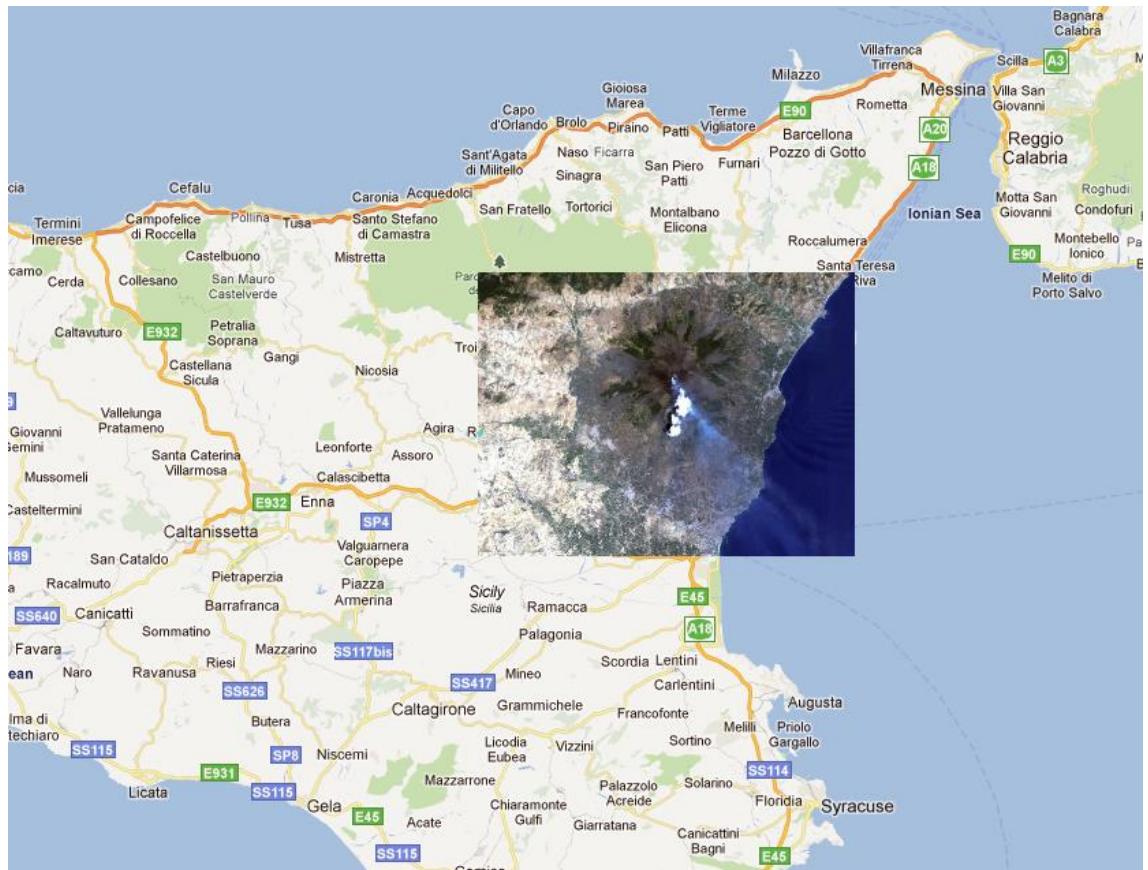 Bagnara
Calabra
Villafranca
Tirrena
Scilla
A3
Milazzo
Messina
Villa San
Giovanni
Gioiosa
Marea
Capo
d'Orlando
Brolo
Piraino
Patti
Terme
Vigliatore
E90
Rometta
A20
Reggio
Calabria
Barcellona
Pozzo di Gotto
Naso
Ficarra
Sant'Agata
di Militello
Sinagra
San Piero
Patti
Furnari
A18
Cefalu
Caronia
Acquedolci
Roghudi
Termini
Imerese
Campofelice
di Roccella
Pollina
Tusa
Santo Stefano
di Camastra
San Fratello
Tortorici
Montalbano
Elicona
Ionian Sea
Motta San
Giovanni
Condofuri
Roccalumera
Montebello
Ionico
E90
Castelbuono
Mistretta
Santa Teresa
Riva
Melito di
Porto Salvo
Cerda
Collesano
San Mauro
Castelverde
Caltavuturo
E932
Petralia
Soprana
Gangi
Castellana
Sicula
Nicosia
Vallelunga
Pratameno
Agira
Giovanni
Gemini
Leonforte
Assoro
Santa Caterina
Villarmosa
Mussomeli
Calascibetta
E932
Enna
Casteltermini
SP4
Caltanissetta
189
San Cataldo
Valguarnera
Caropepe
Racalmuto
Pietraperzia
Piazza
Armerina
Sicily
Sicilia
E45
SS640
Canicatti
Barrafranca
Ramacca
Sommatino
A18
Favara
Mazzarino
SS117bis
Palagonia
Naro
Ravanusa
Riesi
Scordia
Lentini
SS626
SS417
Mineo
Carlentini
Caltagirone
Grammichele
Augusta
Butera
Francofonte
Melilli
Priolo
Gargallo
SS115
SP8
Niscemi
Licodia
Eubea
Vizzini
Sortino
E931
Mazzarrone
SS114
Licata
SS115
Palazzolo
Acreide
Solarino
Gela
Chiaramonte
Gulfi
Floridia
Syracuse
E45
Acate
Giarratana
Canicattini
Bagni
SS115
E45